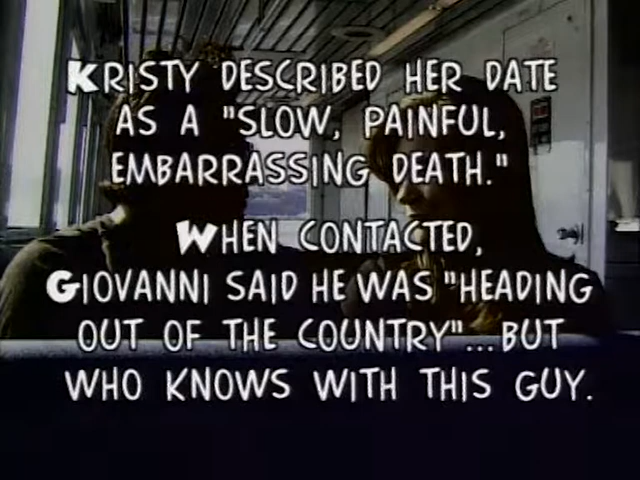 KRISTY DESCRIBED HER DATE
AS A "SLOW, PAINFUL,
EMBARRASSING DEATH."
WHEN CONTACTED,
GIOVANNI SAID HE WAS "HEADING
OUT OF THE COUNTRY"...BUT
WHO KNOWS WITH THIS GUY.